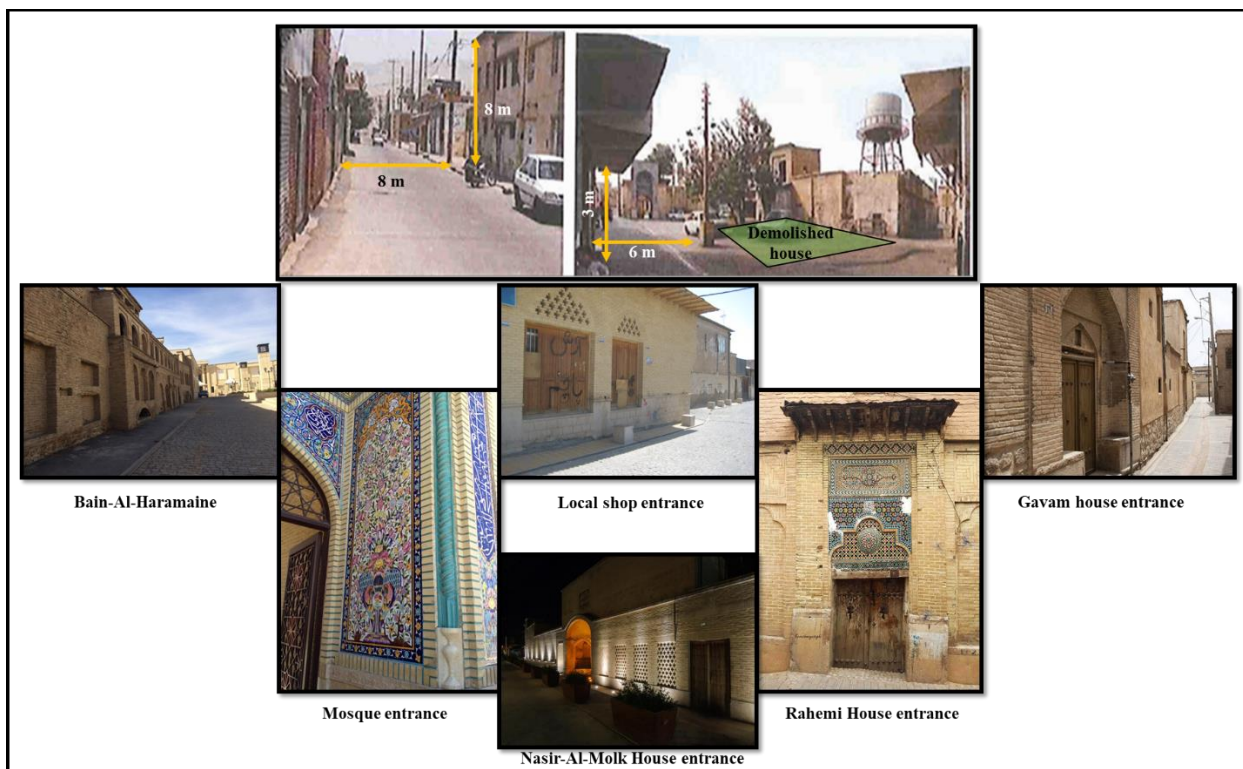 8 m
8 m
3 m
6 m
Demolished
house
Bain-Al-Haramaine
Local shop entrance
Gavam house entrance
Mosque entrance
Rahemi House entrance
Nasir-Al-Molk House entrance